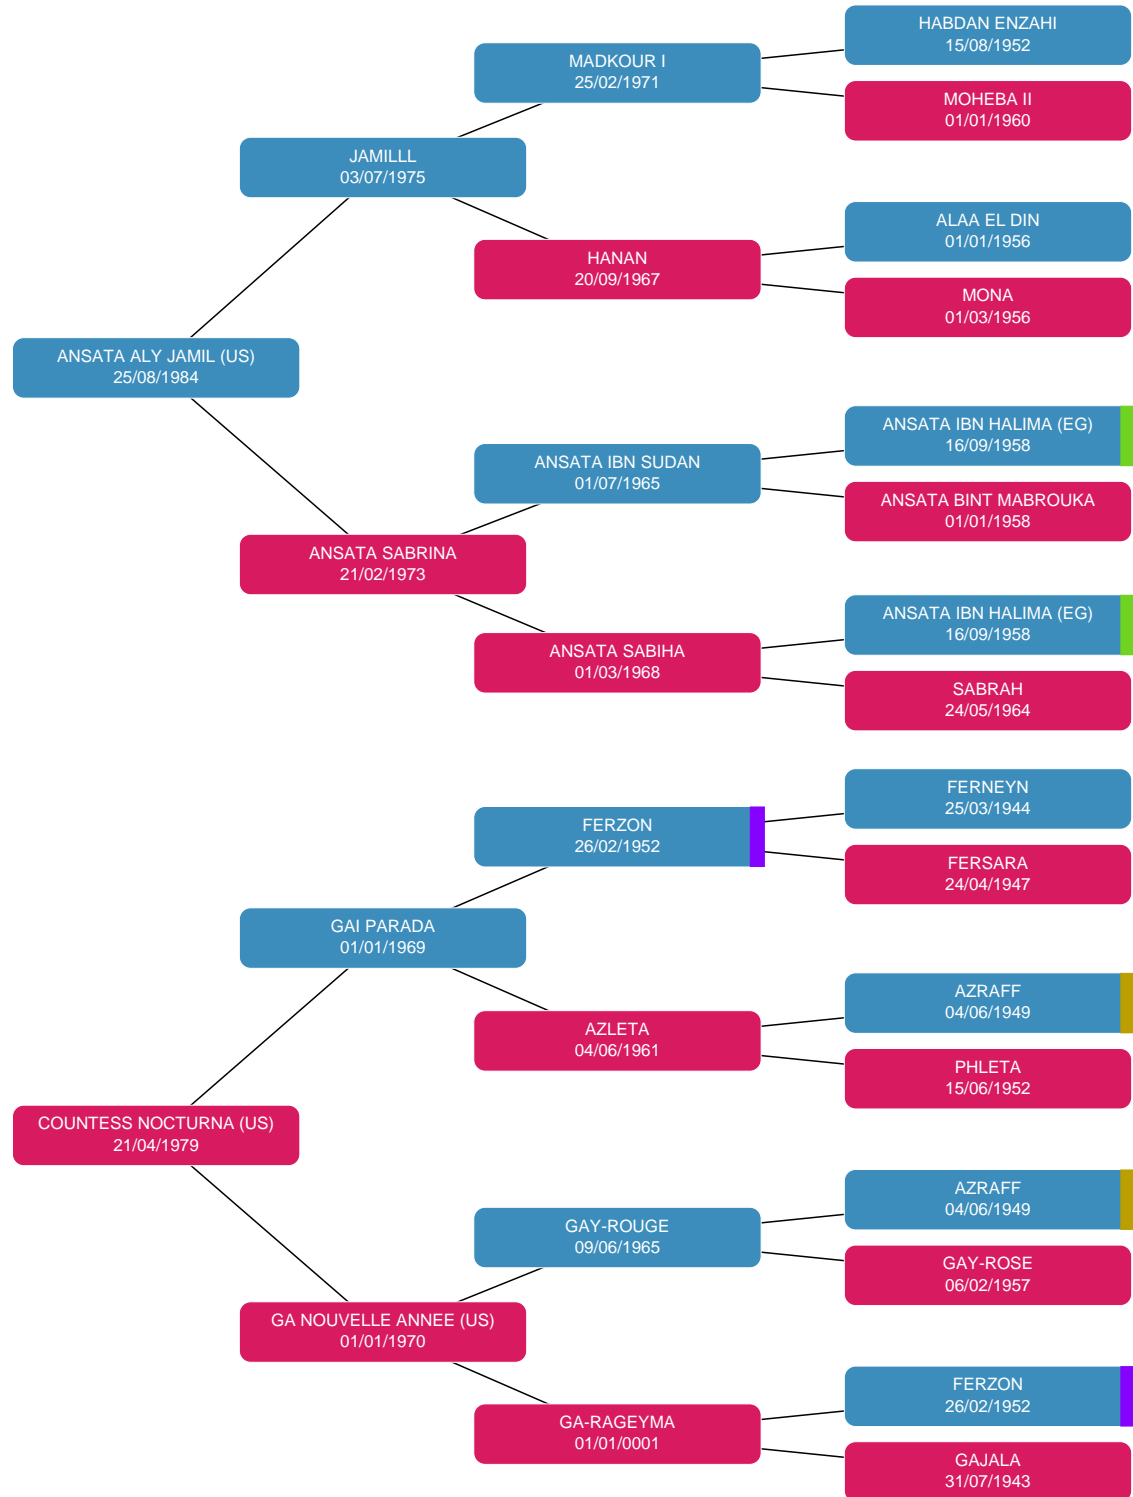 HABDAN ENZAHI
15/08/1952
MADKOUR I
25/02/1971
MOHEBA II
01/01/1960
JAMILLL
03/07/1975
ALAA EL DIN
01/01/1956
HANAN
20/09/1967
MONA
01/03/1956
ANSATA ALY JAMIL (US)
25/08/1984
ANSATA IBN HALIMA (EG)
16/09/1958
ANSATA IBN SUDAN
01/07/1965
ANSATA BINT MABROUKA
01/01/1958
ANSATA SABRINA
21/02/1973
ANSATA IBN HALIMA (EG)
16/09/1958
ANSATA SABIHA
01/03/1968
SABRAH
24/05/1964
FERNEYN
25/03/1944
FERZON
26/02/1952
FERSARA
24/04/1947
GAI PARADA
01/01/1969
AZRAFF
04/06/1949
AZLETA
04/06/1961
PHLETA
15/06/1952
COUNTESS NOCTURNA (US)
21/04/1979
AZRAFF
04/06/1949
GAY-ROUGE
09/06/1965
GAY-ROSE
06/02/1957
GA NOUVELLE ANNEE (US)
01/01/1970
FERZON
26/02/1952
GA-RAGEYMA
01/01/0001
GAJALA
31/07/1943